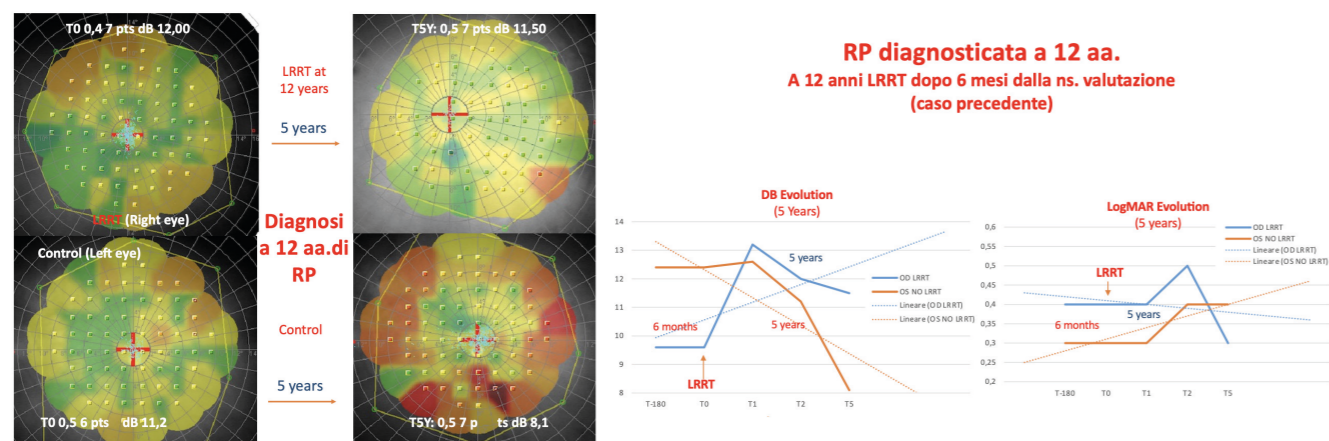 T0 0,4 7 pts dB 12,00
LRRT (Right eye)
Control (Left eye)
T0 0,5 6 pts dB 11,2
LRRT at
12 years
5 years
Diagnosi
a 12 aa.di
RP
Control
5 years
T5Y: 0,5 7 pts dB 11,50
T5Y: 0,5 7 p ts dB 8,1
RP diagnosticata a 12 aa.
A 12 anni LRRT dopo 6 mesi dalla ns. valutazione
(caso precedente)
DB Evolution
(5 Years)
14
13
12
11
10
9
8
T-180 T0 T1 T2 T5
6 months
LRRT
5 years
5 years
OD LRRT
OS NO LRRT
Lineare (OD LRRT)
Lineare (OS NO LRRT)
LogMAR Evolution
(5 years)
0,6
0,55
0,5
0,45
0,4
0,35
0,3
0,25
0,2
T-180 T0 T1 T2 T5
LRRT
6 months
5 years
OD LRRT
OS NO LRRT
Lineare (OD LRRT)
Lineare (OS NO LRRT)